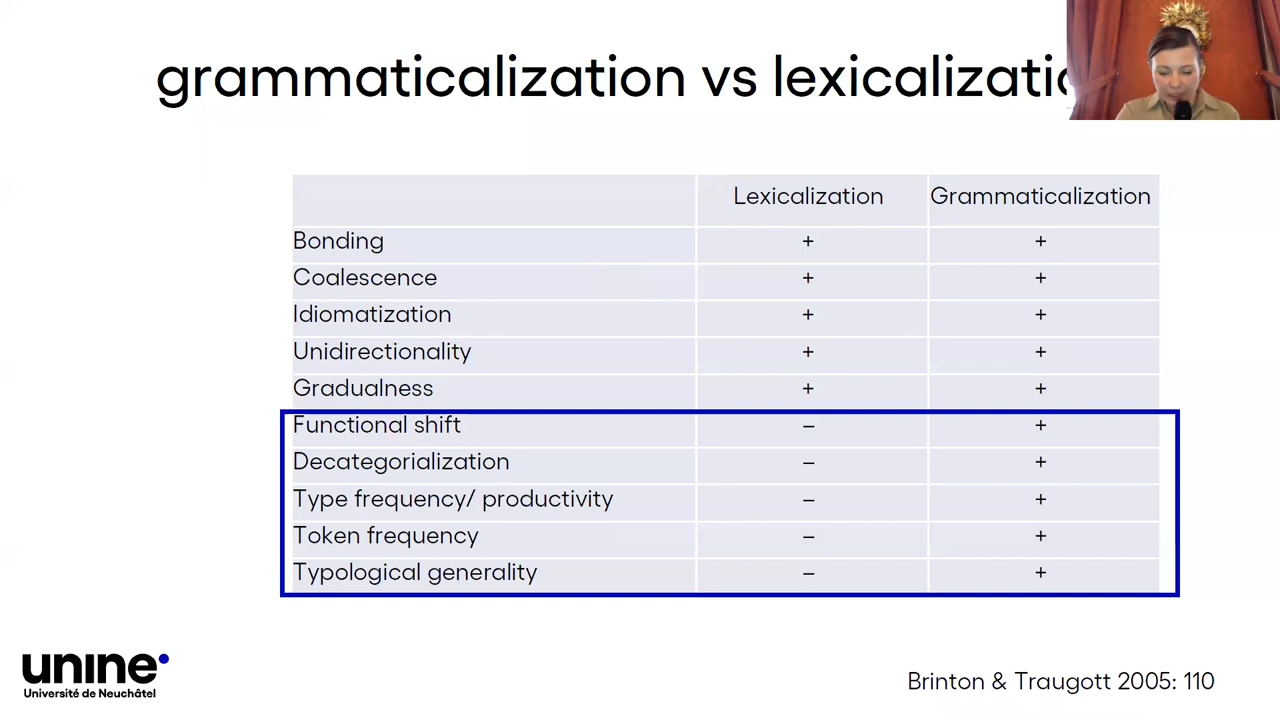 grammaticalization vs lexicalizatio
Lexicalization Grammaticalization
Bonding + +
Coalescence + +
Idiomatization + +
Unidirectionality + +
Gradualness + +
Functional shift – +
Decategorialization – +
Type frequency/ productivity – +
Token frequency – +
Typological generality – +
unine
Université de Neuchâtel
Brinton & Traugott 2005: 110